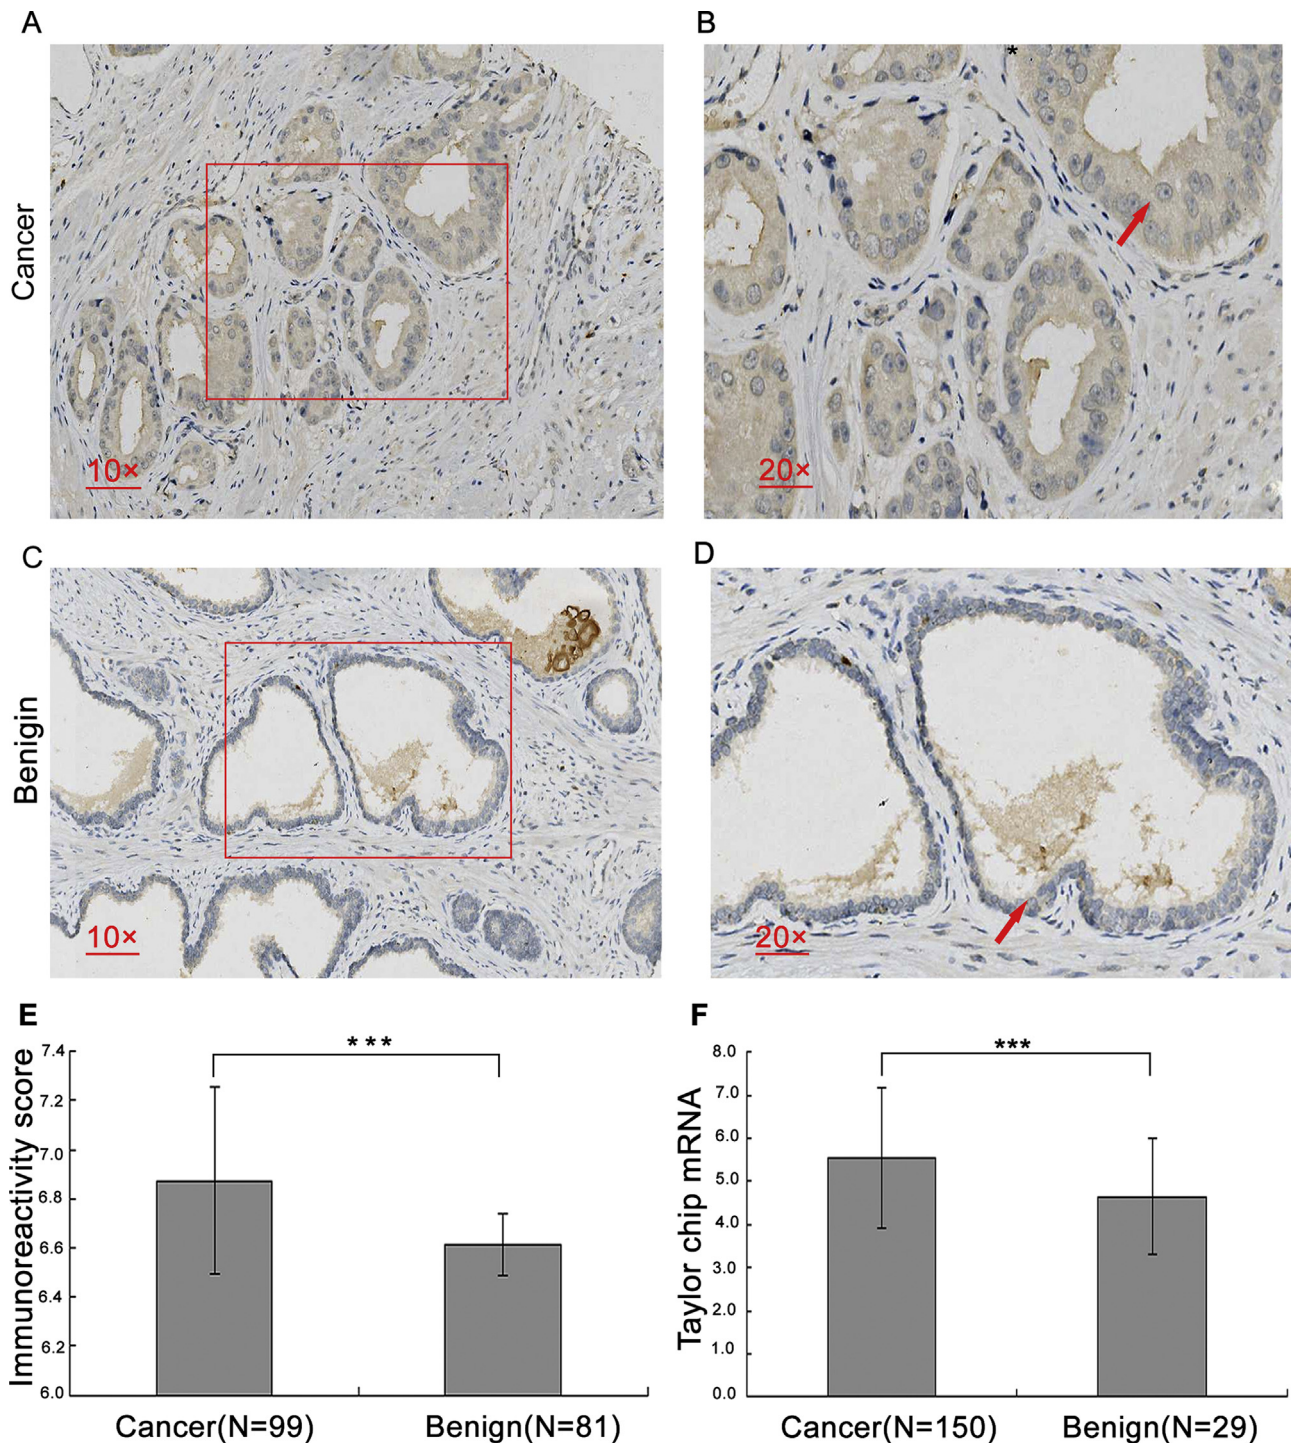 A
B
Cancer
*
10×
20×
C
D
Benigin
10×
20×
E
F
Immunoreactivity score
7.4
7.2
7.0
6.8
6.6
6.4
6.2
6.0
***
Cancer(N=99)
Benign(N=81)
Taylor chip mRNA
8.0
7.0
6.0
5.0
4.0
3.0
2.0
1.0
0.0
***
Cancer(N=150)
Benign(N=29)